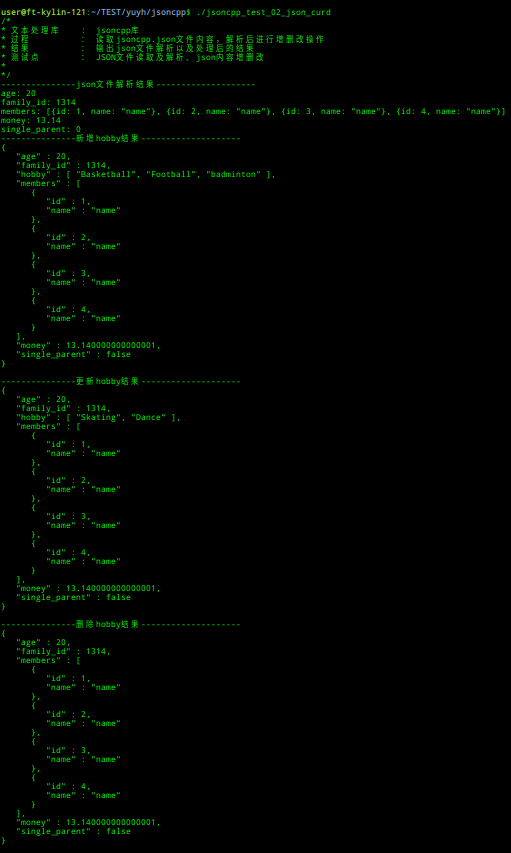 user@ft-kylin-121:~/TEST/yuyh/jsoncpp$ ./jsoncpp_test_02_json_curd
/*
* 文本处理库 : jsoncpp库
* 过程 : 读取jsoncpp.json文件内容，解析后进行增删改操作
* 结果 : 输出json文件解析以及处理后的结果
* 测试点 : JSON文件读取及解析、json内容增删改
*
*/
---------------json文件解析结果--------------------
age: 20
family_id: 1314
members: [{id: 1, name: "name"}, {id: 2, name: "name"}, {id: 3, name: "name"}, {id: 4, name: "name"}]
money: 13.14
single_parent: 0
---------------新增hobby结果--------------------
{
   "age" : 20,
   "family_id" : 1314,
   "hobby" : [ "Basketball", "Football", "badminton" ],
   "members" : [
      {
         "id" : 1,
         "name" : "name"
      },
      {
         "id" : 2,
         "name" : "name"
      },
      {
         "id" : 3,
         "name" : "name"
      },
      {
         "id" : 4,
         "name" : "name"
      }
   ],
   "money" : 13.140000000000001,
   "single_parent" : false
}

---------------更新hobby结果--------------------
{
   "age" : 20,
   "family_id" : 1314,
   "hobby" : [ "Skating", "Dance" ],
   "members" : [
      {
         "id" : 1,
         "name" : "name"
      },
      {
         "id" : 2,
         "name" : "name"
      },
      {
         "id" : 3,
         "name" : "name"
      },
      {
         "id" : 4,
         "name" : "name"
      }
   ],
   "money" : 13.140000000000001,
   "single_parent" : false
}

---------------删除hobby结果--------------------
{
   "age" : 20,
   "family_id" : 1314,
   "members" : [
      {
         "id" : 1,
         "name" : "name"
      },
      {
         "id" : 2,
         "name" : "name"
      },
      {
         "id" : 3,
         "name" : "name"
      },
      {
         "id" : 4,
         "name" : "name"
      }
   ],
   "money" : 13.140000000000001,
   "single_parent" : false
}